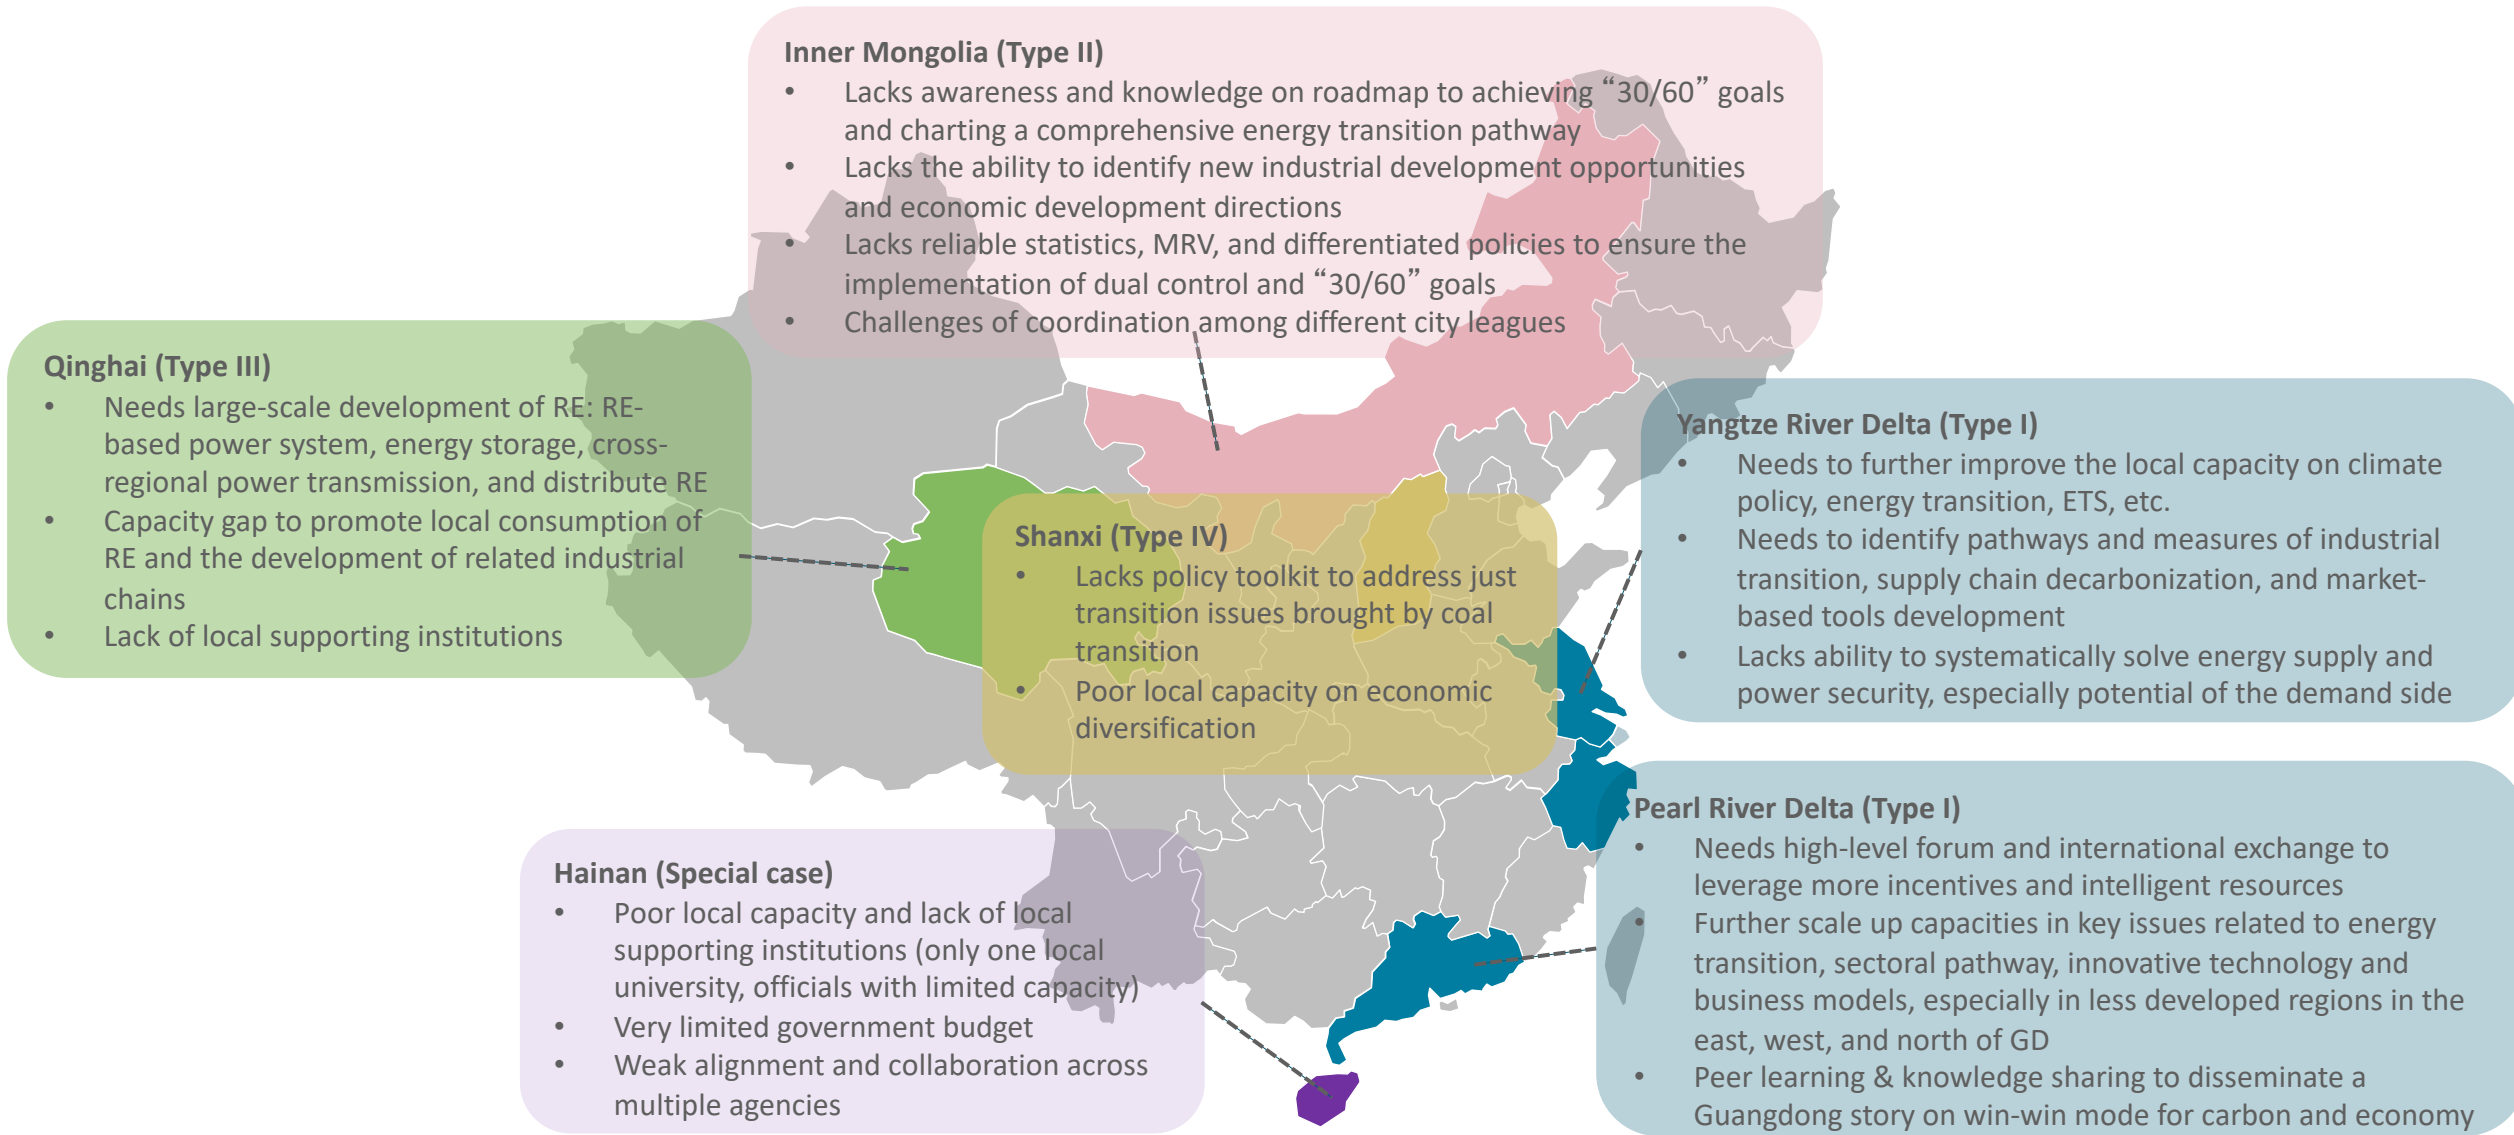 Inner Mongolia (Type II)
• Lacks awareness and knowledge on roadmap to achieving “30/60” goals
and charting a comprehensive energy transition pathway
• Lacks the ability to identify new industrial development opportunities
and economic development directions
• Lacks reliable statistics, MRV, and differentiated policies to ensure the
implementation of dual control and “30/60” goals
• Challenges of coordination among different city leagues
Qinghai (Type III)
• Needs large-scale development of RE: RE-
based power system, energy storage, cross-
regional power transmission, and distribute RE
• Capacity gap to promote local consumption of
RE and the development of related industrial
chains
• Lack of local supporting institutions
Shanxi (Type IV)
• Lacks policy toolkit to address just
transition issues brought by coal
transition
• Poor local capacity on economic
diversification
Yangtze River Delta (Type I)
• Needs to further improve the local capacity on climate
policy, energy transition, ETS, etc.
• Needs to identify pathways and measures of industrial
transition, supply chain decarbonization, and market-
based tools development
• Lacks ability to systematically solve energy supply and
power security, especially potential of the demand side
Hainan (Special case)
• Poor local capacity and lack of local
supporting institutions (only one local
university, officials with limited capacity)
• Very limited government budget
• Weak alignment and collaboration across
multiple agencies
Pearl River Delta (Type I)
• Needs high-level forum and international exchange to
leverage more incentives and intelligent resources
• Further scale up capacities in key issues related to energy
transition, sectoral pathway, innovative technology and
business models, especially in less developed regions in the
east, west, and north of GD
• Peer learning & knowledge sharing to disseminate a
Guangdong story on win-win mode for carbon and economy